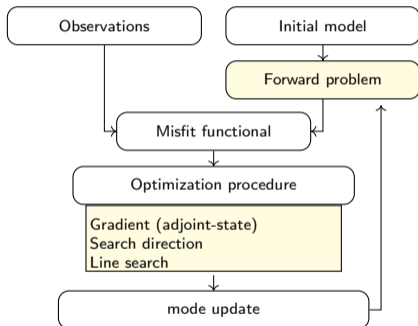 Observations
Initial model
Forward problem
Misfit functional
Optimization procedure
Gradient (adjoint-state)
Search direction
Line search
mode update